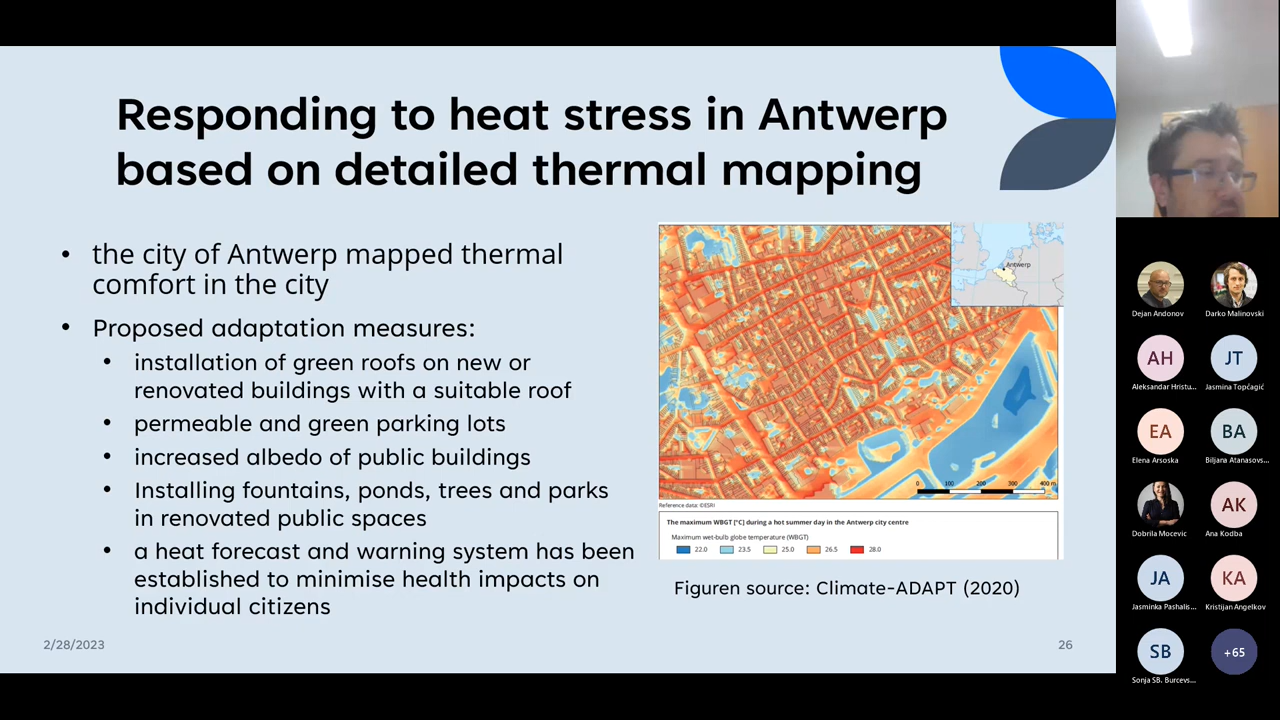 Responding to heat stress in Antwerp
based on detailed thermal mapping
• the city of Antwerp mapped thermal
comfort in the city
• Proposed adaptation measures:
• installation of green roofs on new or
renovated buildings with a suitable roof
• permeable and green parking lots
• increased albedo of public buildings
• Installing fountains, ponds, trees and parks
in renovated public spaces
• a heat forecast and warning system has been
established to minimise health impacts on
individual citizens
Antwerp
0 100 200 300 400 m
Reference data: ©ESRI
The maximum WBGT [°C] during a hot summer day in the Antwerp city centre
Maximum wet-bulb globe temperature (WBGT)
22.0 23.5 25.0 26.5 28.0
Figuren source: Climate-ADAPT (2020)
2/28/2023
26
Dejan Andonov
Darko Malinovski
AH
JT
Aleksandar Hristu...
Jasmina Topčagić
EA
BA
Elena Arsoska
Biljana Atanasovs...
AK
Dobrila Mocevic
Ana Kodba
JA
KA
Jasminka Pashalis...
Kristijan Angelkov
SB
+65
Sonja SB. Burcevs...